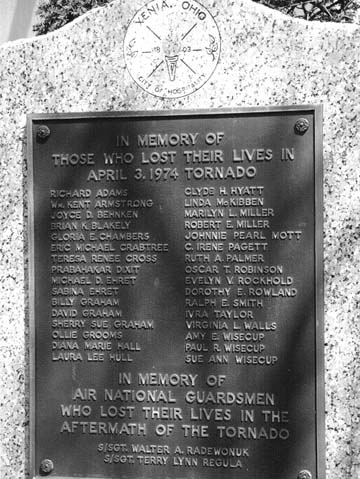 XENIA, OHIO
18 03
CITY OF HOSPITALITY
IN MEMORY OF
THOSE WHO LOST THEIR LIVES IN
APRIL 3, 1974 TORNADO
RICHARD ADAMS
WM. KENT ARMSTRONG
JOYCE D. BEHNKEN
BRIAN K. BLAKELY
GLORIA E. CHAMBERS
ERIC MICHAEL CRABTREE
TERESA RENEE CROSS
PRABAHAKAR DIXIT
MICHAEL D. EHRET
SABINA EHRET
BILLY GRAHAM
DAVID GRAHAM
SHERRY SUE GRAHAM
OLLIE GROOMS
DIANA MARIE HALL
LAURA LEE HULL
CLYDE H. HYATT
LINDA McKIBBEN
MARILYN L. MILLER
ROBERT E. MILLER
JOHNNIE PEARL MOTT
C. IRENE PAGETT
RUTH A. PALMER
OSCAR T. ROBINSON
EVELYN V. ROCKHOLD
DOROTHY E. ROWLAND
RALPH E. SMITH
IVRA TAYLOR
VIRGINIA L. WALLS
AMY E. WISECUP
PAUL R. WISECUP
SUE ANN WISECUP
IN MEMORY OF
AIR NATIONAL GUARDSMEN
WHO LOST THEIR LIVES IN THE
AFTERMATH OF THE TORNADO
S/SGT. WALTER A. RADEWONUK
S/SGT. TERRY LYNN REGULA